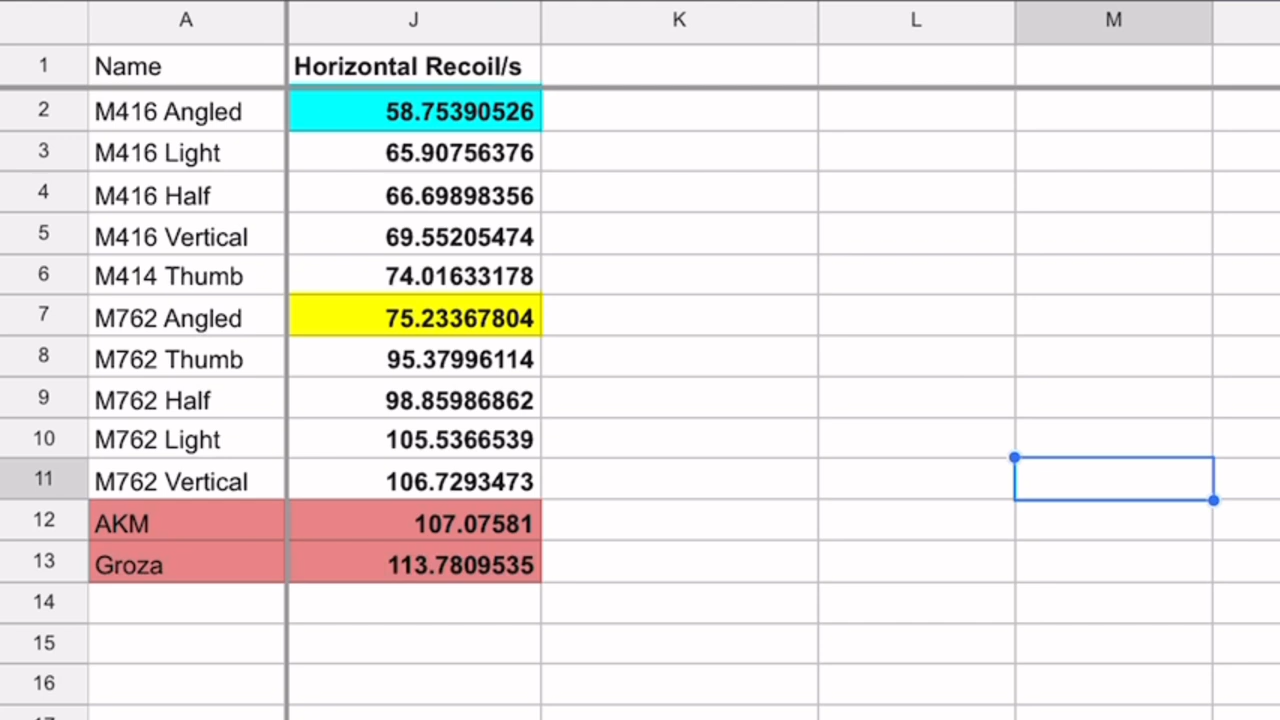 A J K L M
1 Name Horizontal Recoil/s
2 M416 Angled 58.75390526
3 M416 Light 65.90756376
4 M416 Half 66.69898356
5 M416 Vertical 69.55205474
6 M414 Thumb 74.01633178
7 M762 Angled 75.23367804
8 M762 Thumb 95.37996114
9 M762 Half 98.85986862
10 M762 Light 105.5366539
11 M762 Vertical 106.7293473
12 AKM 107.07581
13 Groza 113.7809535
14
15
16
17